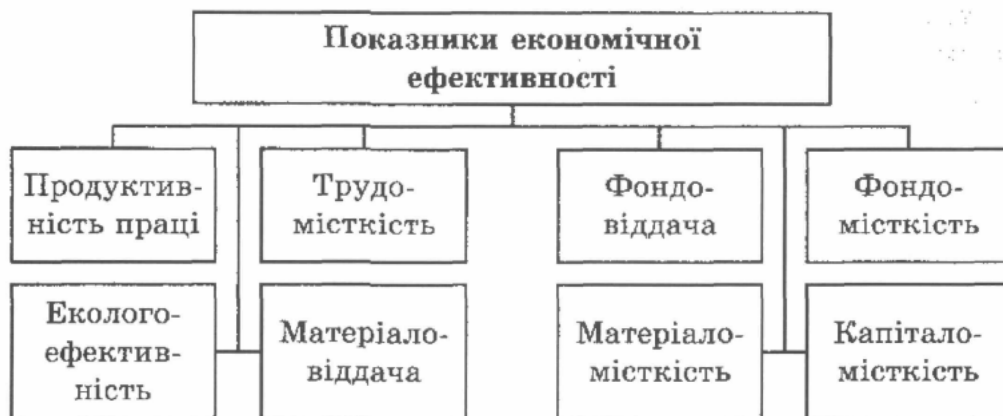 Показники економічної
ефективності
Продуктив-
ність праці
Трудо-
місткість
Фондо-
віддача
Фондо-
місткість
Еколого-
ефектив-
ність
Матеріало-
віддача
Матеріало-
місткість
Капітало-
місткість